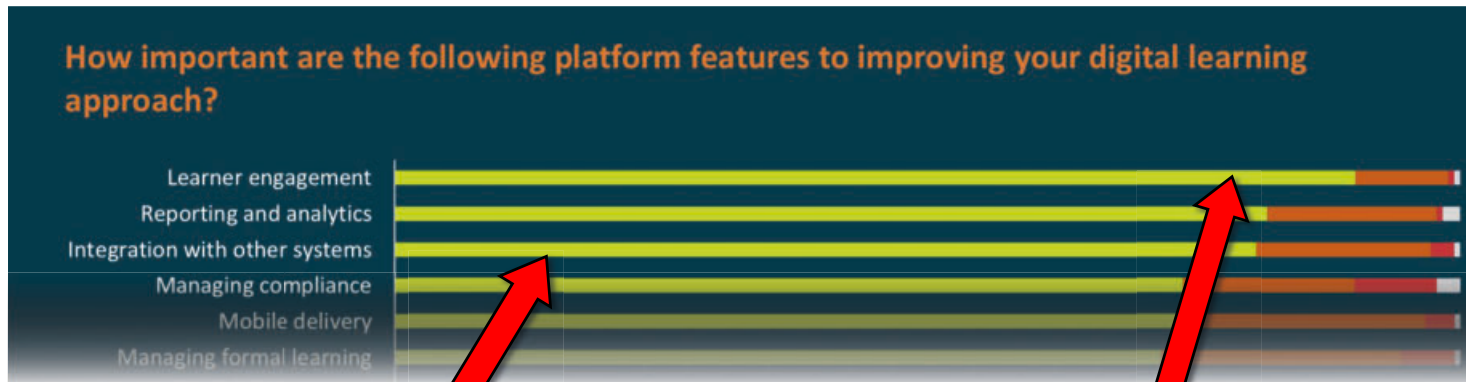 How important are the following platform features to improving your digital learning
approach?
Learner engagement
Reporting and analytics
Integration with other systems
Managing compliance
Mobile delivery
Managing formal learning